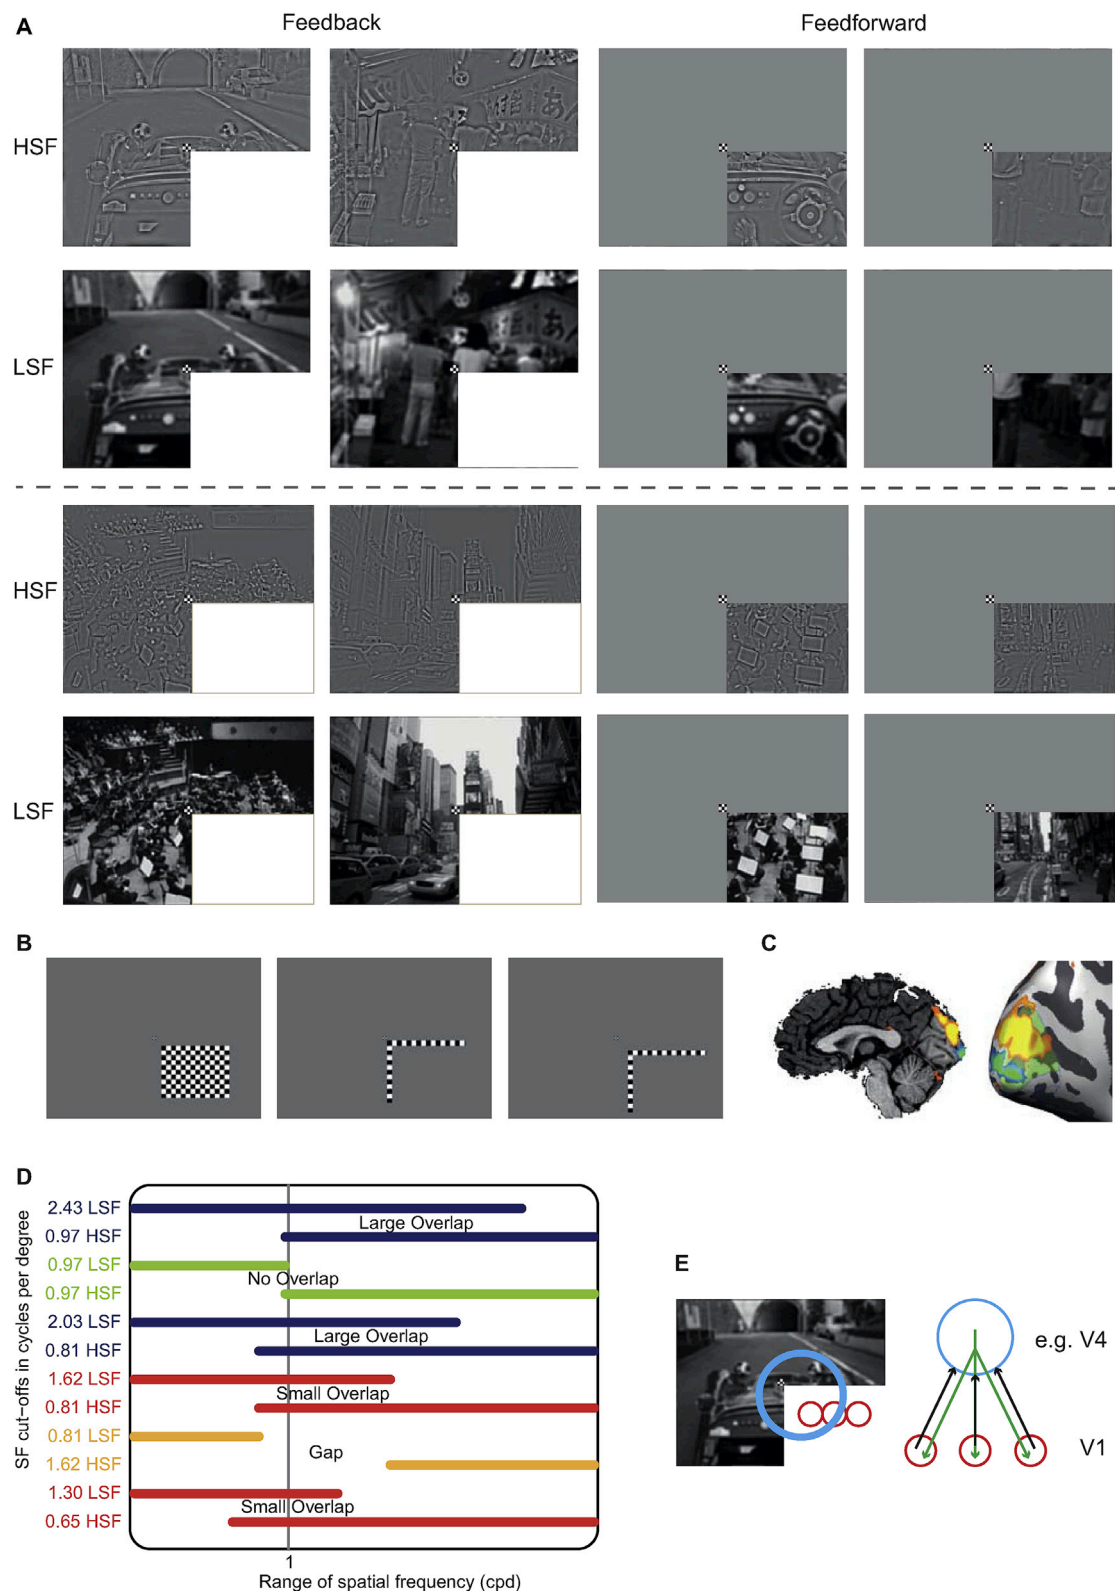 A
Feedback
Feedforward
HSF
LSF
HSF
LSF
B
C
D
SF cut-offs in cycles per degree
2.43 LSF
Large Overlap
0.97 HSF
0.97 LSF
No Overlap
0.97 HSF
2.03 LSF
Large Overlap
0.81 HSF
1.62 LSF
Small Overlap
0.81 HSF
0.81 LSF
Gap
1.62 HSF
1.30 LSF
Small Overlap
0.65 HSF
1
Range of spatial frequency (cpd)
E
e.g. V4
V1